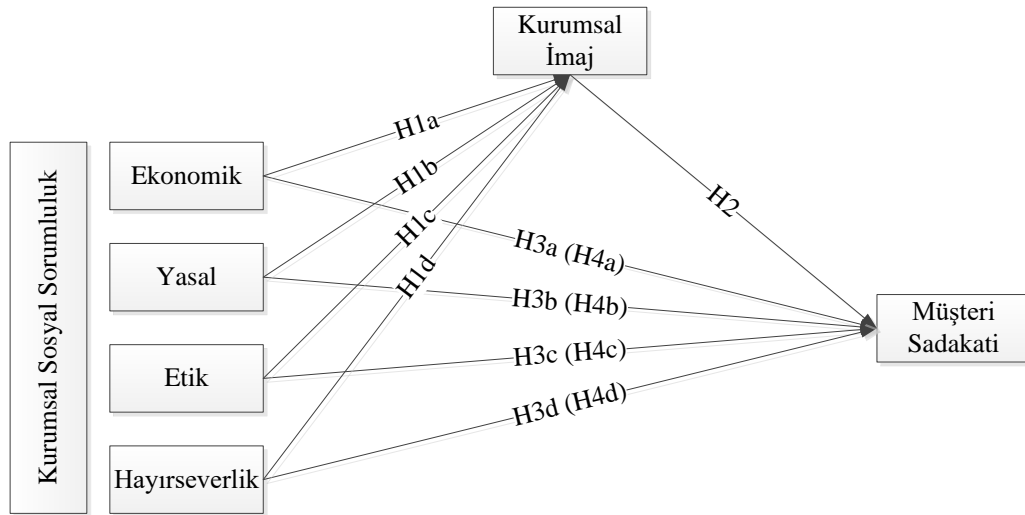 Kurumsal
İmaj
H1a
Ekonomik
H1b
H2
H1c
Kurumsal Sosyal Sorumluluk
H3a (H4a)
Yasal
H1d
H3b (H4b)
Müşteri
Sadakati
H3c (H4c)
Etik
H3d (H4d)
Hayırseverlik